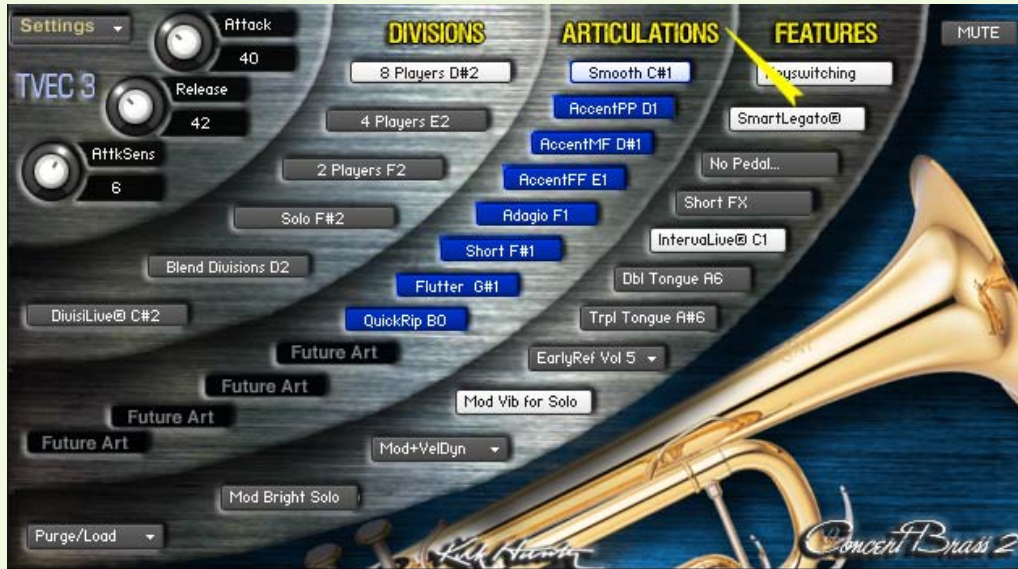 Settings
Attack
40
TVEC 3
Release
42
AttkSens
6
DIVISIONS
8 Players D#2
4 Players E2
2 Players F2
Solo F#2
Blend Divisions D2
DivisiLive® C#2
ARTICULATIONS
Smooth C#1
AccentPP D1
AccentMF D#1
AccentFF E1
Adagio F1
Short F#1
Flutter G#1
QuickRip B0
Future Art
Future Art
Future Art
Future Art
FEATURES
Keyswitching
SmartLegato®
No Pedal...
Short FX
IntervaLive® C1
Dbl Tongue A6
Trpl Tongue A#6
EarlyRef Vol 5
Mod Vib for Solo
Mod+VelDyn
Mod Bright Solo
Purge/Load
MUTE
Kirk Hunter
Concert Brass 2